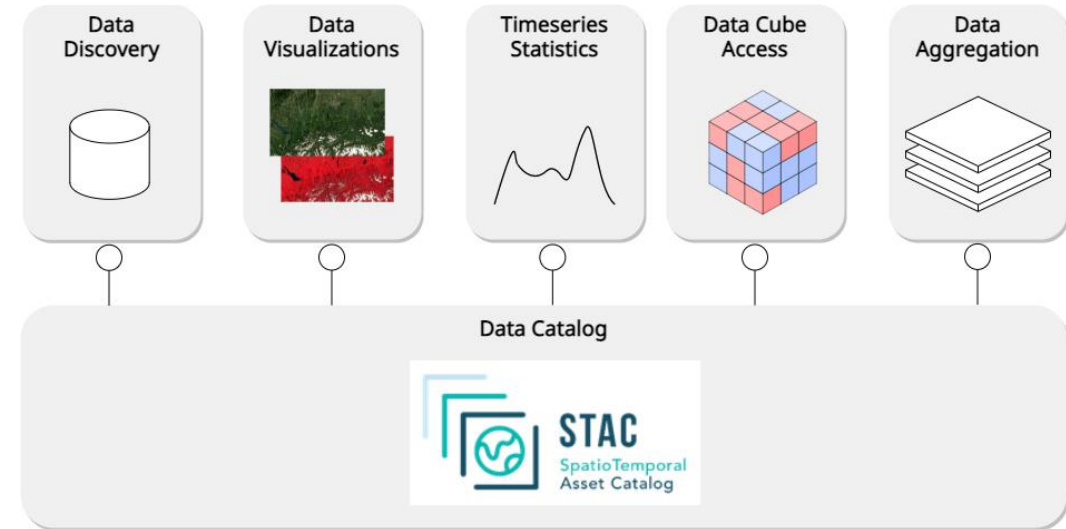 Data
Discovery
Data
Visualizations
Timeseries
Statistics
Data Cube
Access
Data
Aggregation
Data Catalog
STAC
SpatioTemporal
Asset Catalog